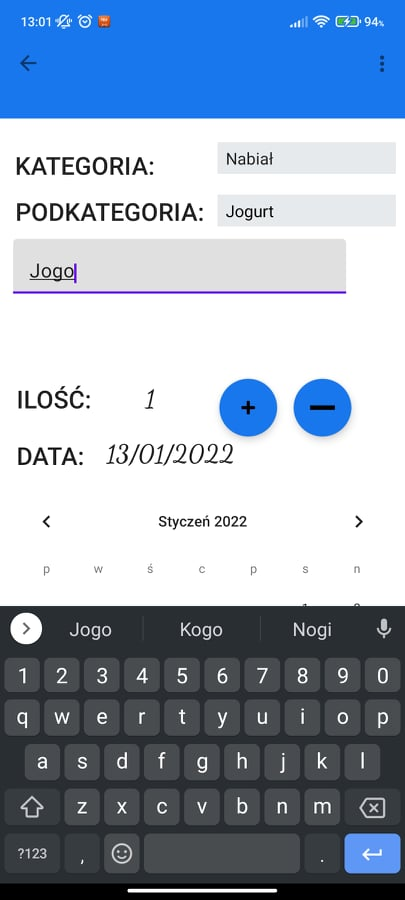 13:01 94%
KATEGORIA: Nabiał
PODKATEGORIA: Jogurt
Jogo
ILOŚĆ: 1 + −
DATA: 13/01/2022
Styczeń 2022
p w ś c p s n
Jogo Kogo Nogi
1 2 3 4 5 6 7 8 9 0
q w e r t y u i o p
a s d f g h j k l
z x c v b n m
?123 , .